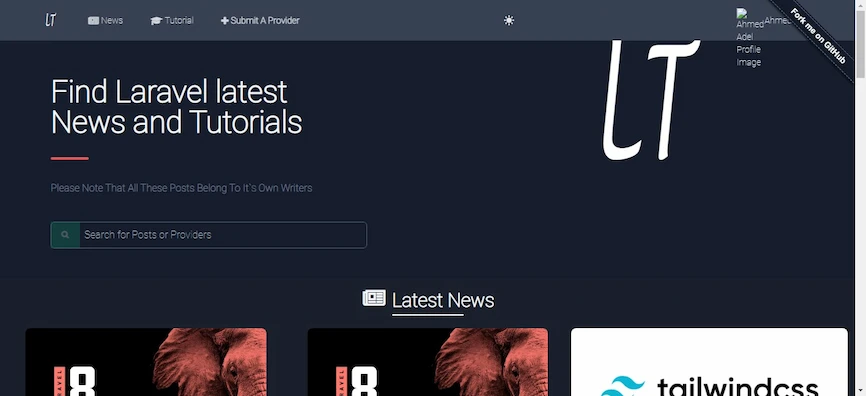 LT
News
Tutorial
Submit A Provider
Ahmed
Adel
Profile
Image
Ahmed
Fork me on GitHub
LT
Find Laravel latest
News and Tutorials
Please Note That All These Posts Belong To It's Own Writers
Search for Posts or Providers
Latest News
8
8
tailwindcss